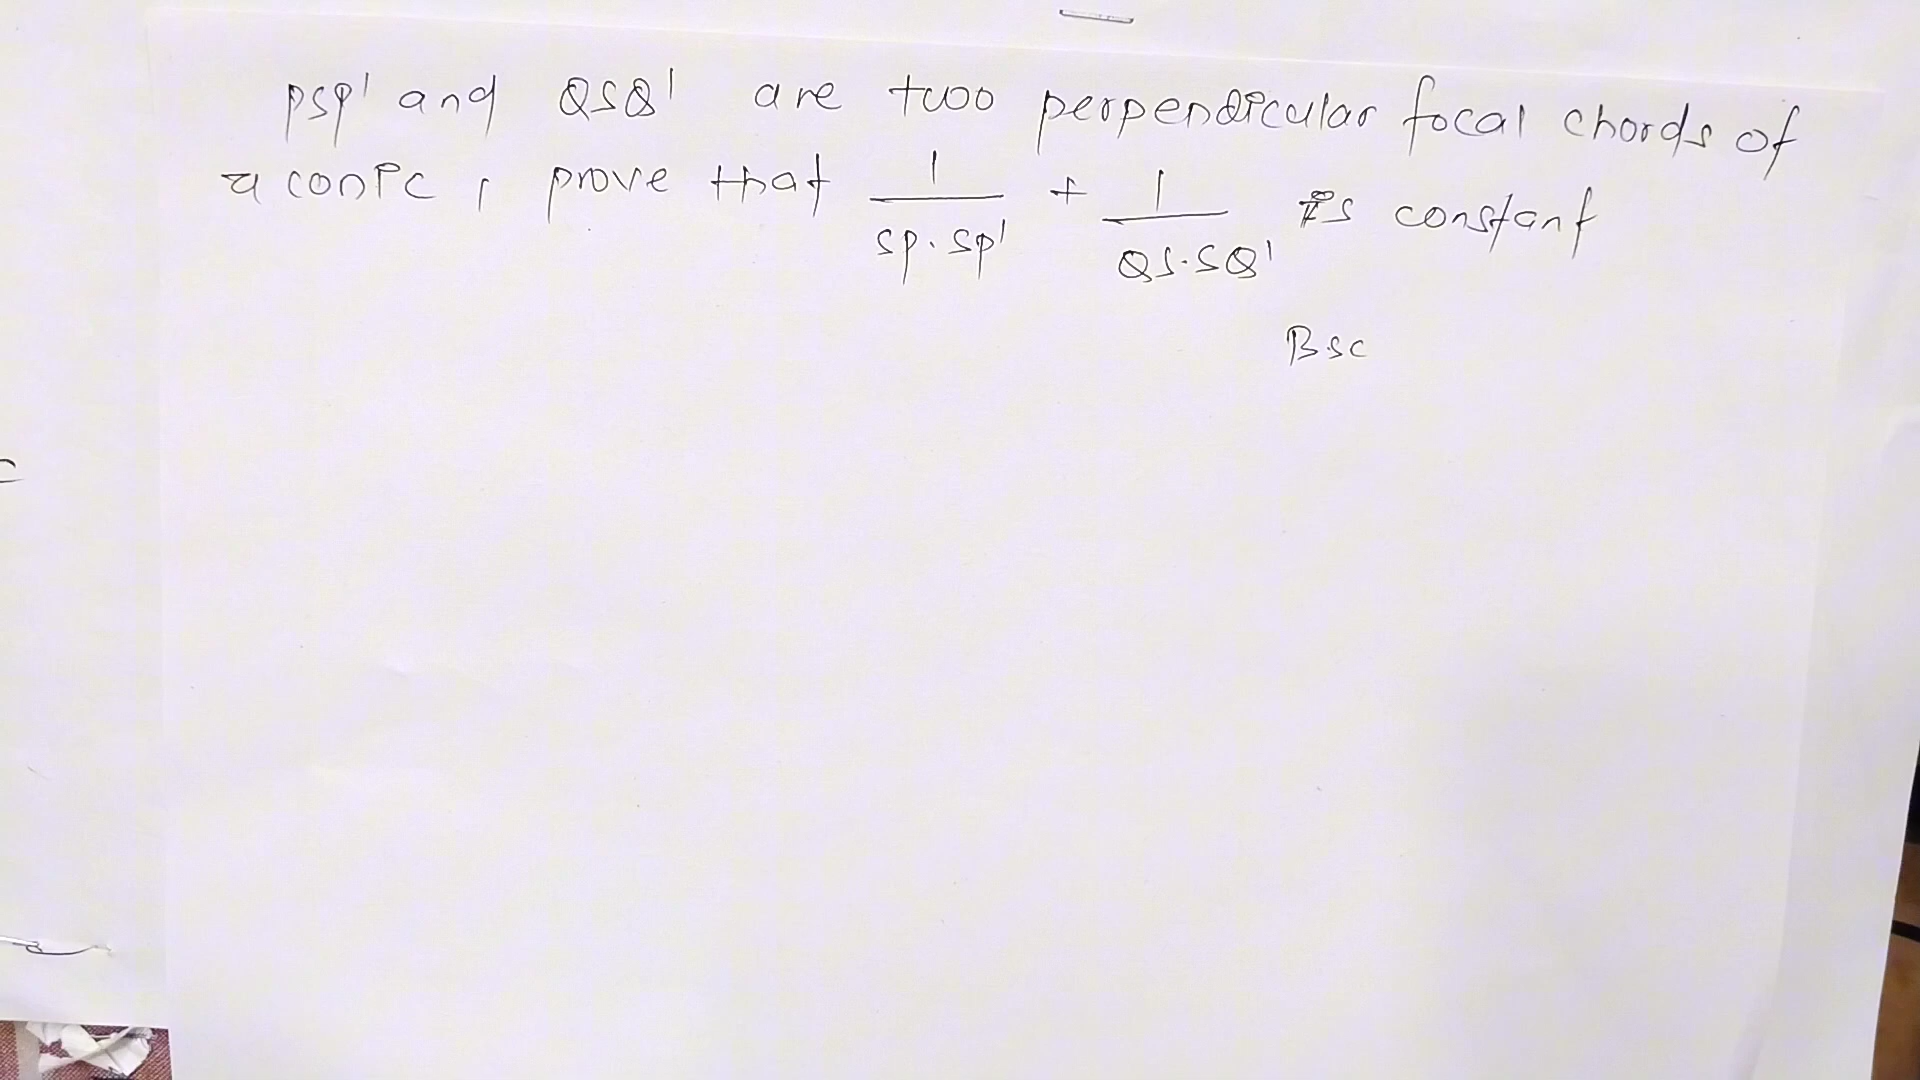 PSP' and QSQ' are two perpendicular focal chords of
a conic, prove that 1/SP.SP' + 1/QS.SQ' is constant
Bsc